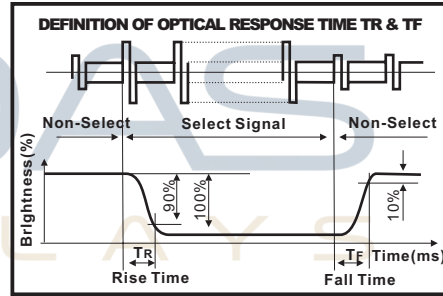 DEFINITION OF OPTICAL RESPONSE TIME TR & TF
Non-Select Select Signal Non-Select
Brightness(%)
90%
100%
10%
TR TF Time(ms)
Rise Time Fall Time